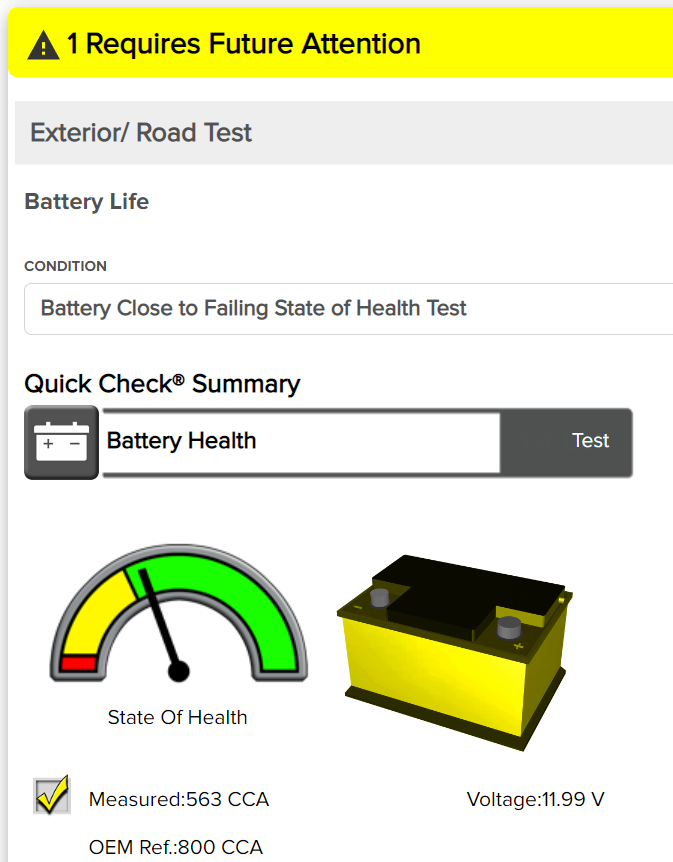 1 Requires Future Attention
Exterior/ Road Test
Battery Life
CONDITION
Battery Close to Failing State of Health Test
Quick Check® Summary
+ −
Battery Health
Test
− +
State Of Health
Measured:563 CCA
Voltage:11.99 V
OEM Ref.:800 CCA